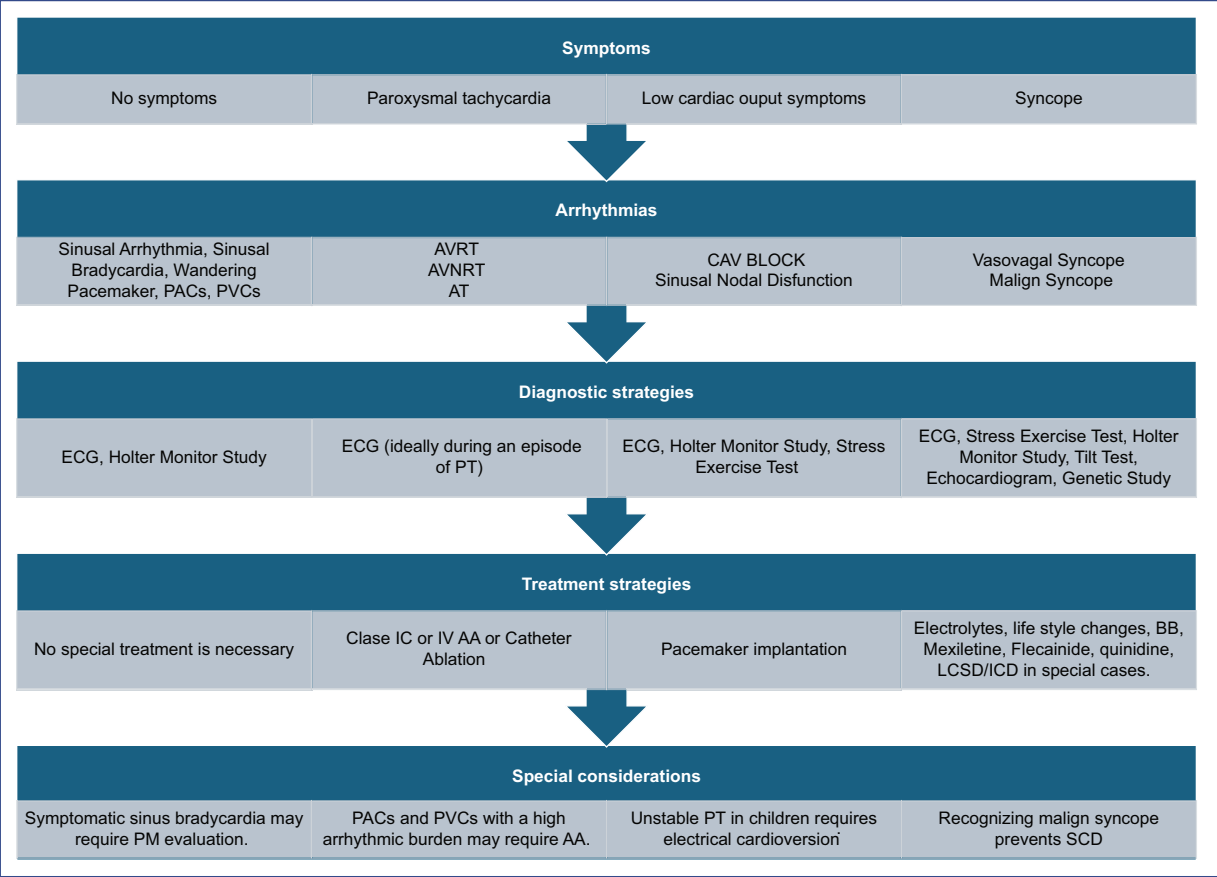 Symptoms
No symptoms
Paroxysmal tachycardia
Low cardiac ouput symptoms
Syncope
Arrhythmias
Sinusal Arrhythmia, Sinusal
Bradycardia, Wandering
Pacemaker, PACs, PVCs
AVRT
AVNRT
AT
CAV BLOCK
Sinusal Nodal Disfunction
Vasovagal Syncope
Malign Syncope
Diagnostic strategies
ECG, Holter Monitor Study
ECG (ideally during an episode
of PT)
ECG, Holter Monitor Study, Stress
Exercise Test
ECG, Stress Exercise Test, Holter
Monitor Study, Tilt Test,
Echocardiogram, Genetic Study
Treatment strategies
No special treatment is necessary
Clase IC or IV AA or Catheter
Ablation
Pacemaker implantation
Electrolytes, life style changes, BB,
Mexiletine, Flecainide, quinidine,
LCSD/ICD in special cases.
Special considerations
Symptomatic sinus bradycardia may
require PM evaluation.
PACs and PVCs with a high
arrhythmic burden may require AA.
Unstable PT in children requires
electrical cardioversion
Recognizing malign syncope
prevents SCD